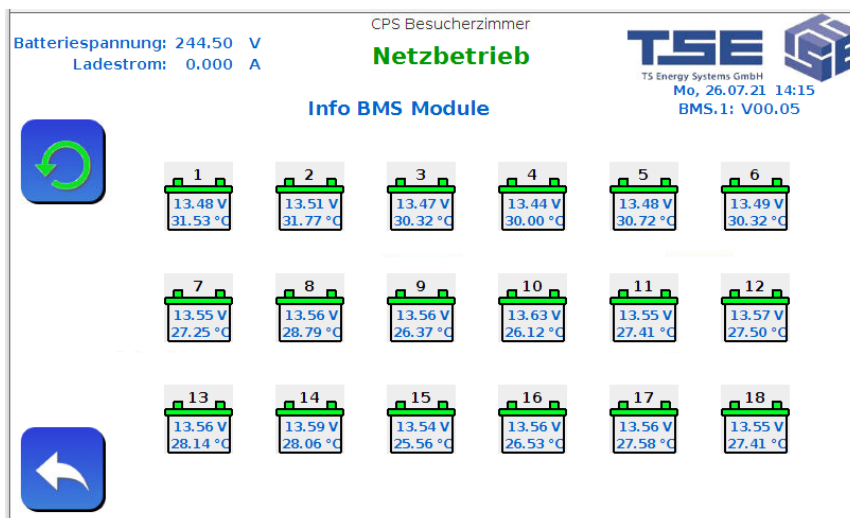 CPS Besucherzimmer
Batteriespannung: 244.50 V
Netzbetrieb
Ladestrom: 0.000 A
TSE
TS Energy Systems GmbH
Mo, 26.07.21 14:15
Info BMS Module
BMS.1: V00.05
1 2 3 4 5 6
13.48 V 13.51 V 13.47 V 13.44 V 13.48 V 13.49 V
31.53 °C 31.77 °C 30.32 °C 30.00 °C 30.72 °C 30.32 °C
7 8 9 10 11 12
13.55 V 13.56 V 13.56 V 13.63 V 13.55 V 13.57 V
27.25 °C 28.79 °C 26.37 °C 26.12 °C 27.41 °C 27.50 °C
13 14 15 16 17 18
13.56 V 13.59 V 13.54 V 13.56 V 13.56 V 13.55 V
28.14 °C 28.06 °C 25.56 °C 26.53 °C 27.58 °C 27.41 °C